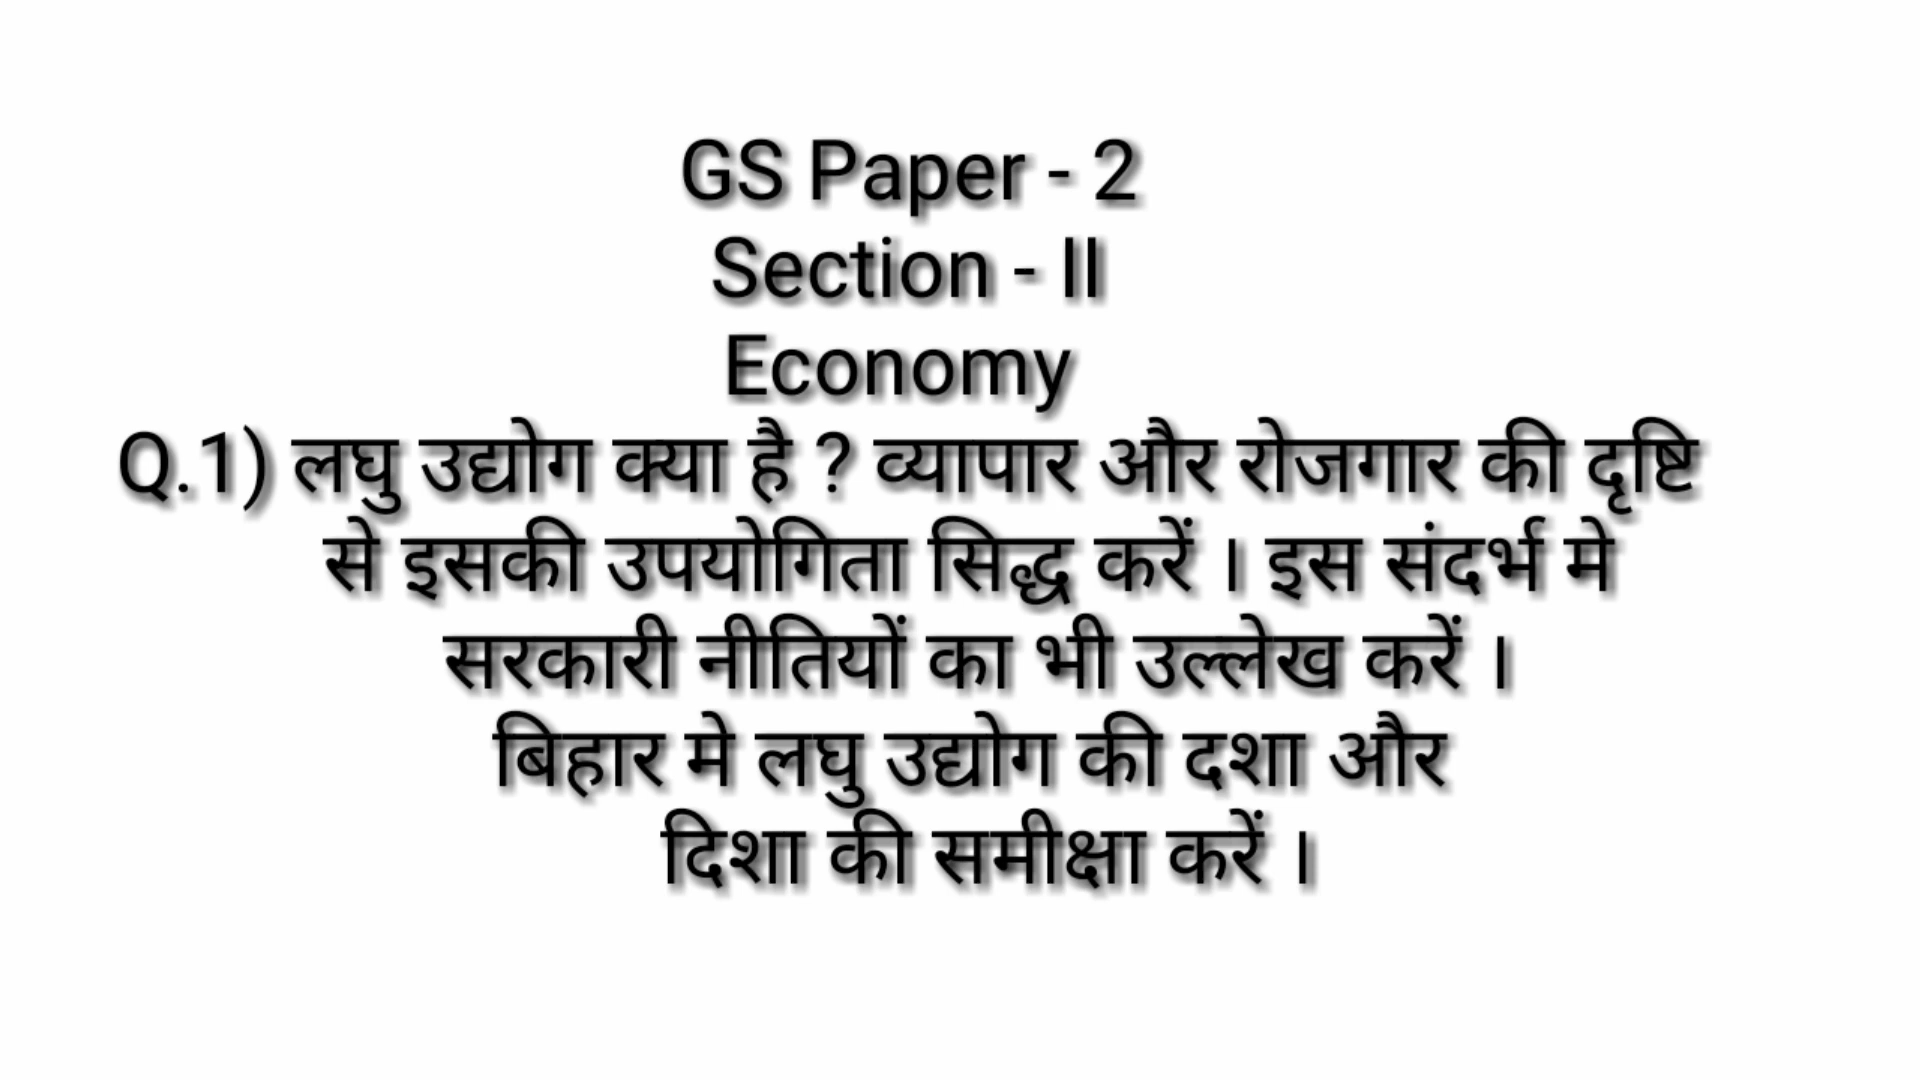 GS Paper - 2
Section - II
Economy
Q.1) लघु उद्योग क्या है ? व्यापार और रोजगार की दृष्टि
से इसकी उपयोगिता सिद्ध करें । इस संदर्भ मे
सरकारी नीतियों का भी उल्लेख करें ।
बिहार मे लघु उद्योग की दशा और
दिशा की समीक्षा करें ।